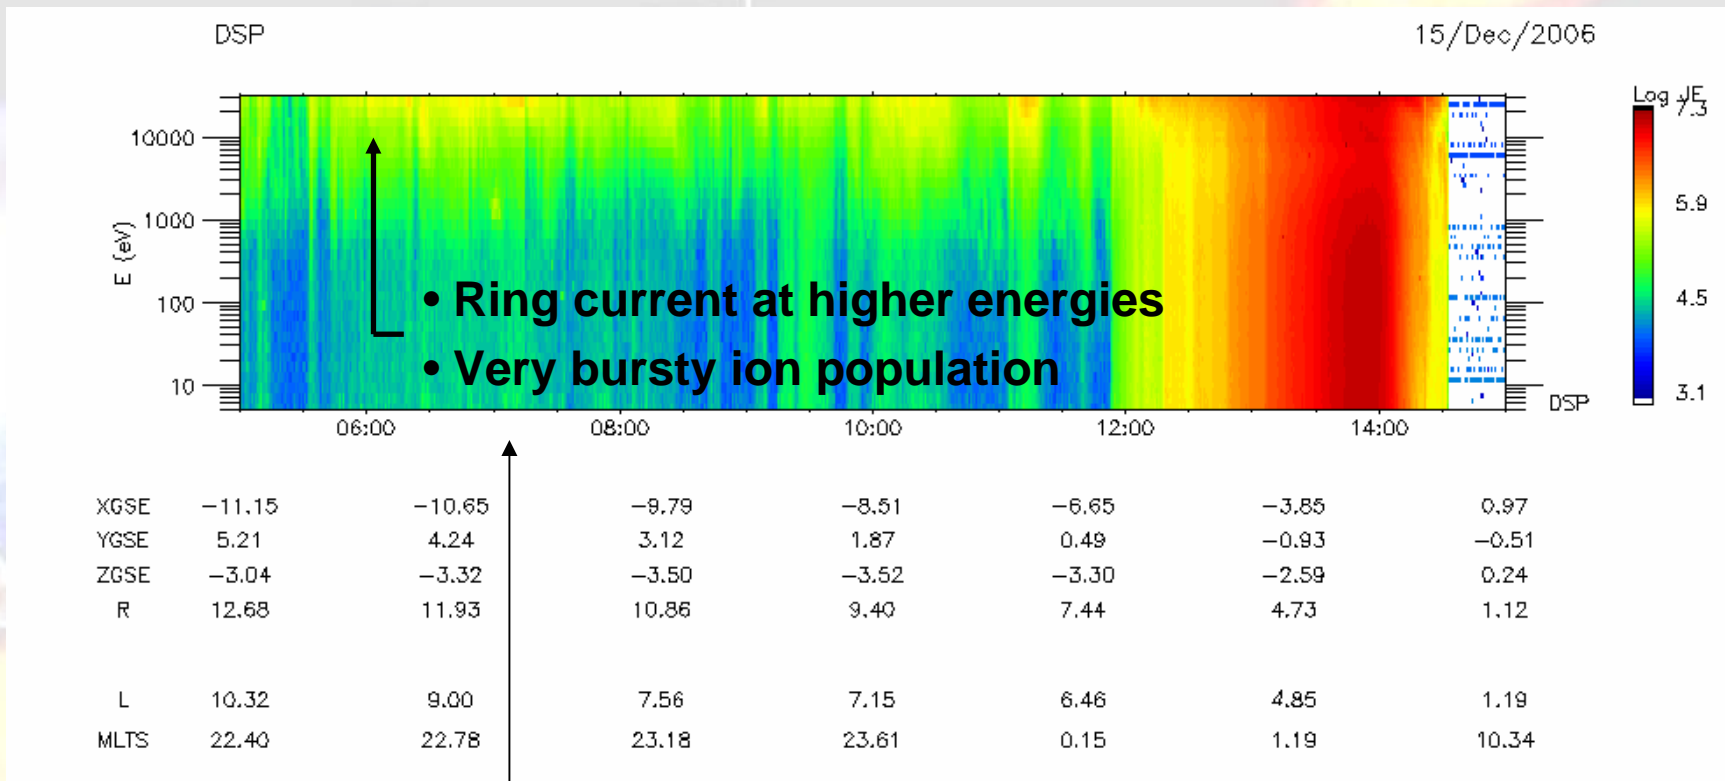 DSP 15/Dec/2006
Log JE
7.3
10000
1000
5.9
E (eV)
100
• Ring current at higher energies
4.5
• Very bursty ion population
10
3.1
DSP
06:00 08:00 10:00 12:00 14:00
XGSE −11.15 −10.65 −9.79 −8.51 −6.65 −3.85 0.97
YGSE 5.21 4.24 3.12 1.87 0.49 −0.93 −0.51
ZGSE −3.04 −3.32 −3.50 −3.52 −3.30 −2.59 0.24
R 12.68 11.93 10.86 9.40 7.44 4.73 1.12
L 10.32 9.00 7.56 7.15 6.46 4.85 1.19
MLTS 22.40 22.78 23.18 23.61 0.15 1.19 10.34